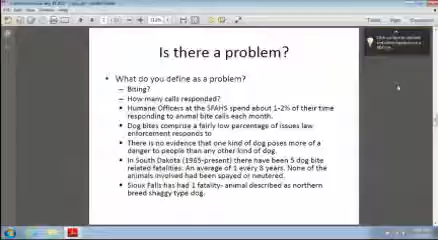 Is there a problem?
• What do you define as a problem?
– Biting?
– How many calls responded?
• Humane Officers at the SFAHS spend about 1-2% of their time
responding to animal bite calls each month.
• Dog bites comprise a fairly low percentage of issues law
enforcement responds to
• There is no evidence that one kind of dog poses more of a
danger to people than any other kind of dog.
• In South Dakota (1985-present) there have been 5 dog bite
related fatalities. An average of 1 every 8 years. None of the
animals involved had been spayed or neutered.
• Sioux Falls has had 1 fatality- animal described as northern
breed shaggy type dog.